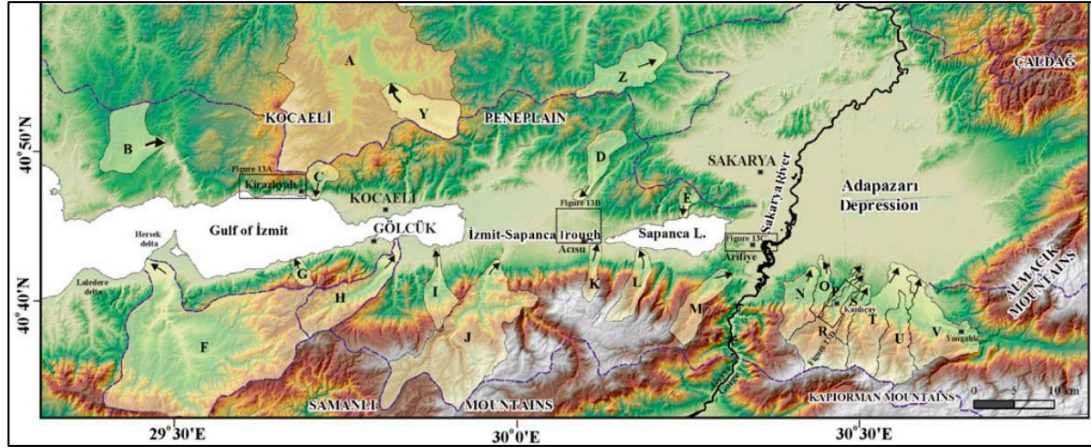 A
Z
ÇALDAĞ
Y
KOCAELİ
PENEPLAIN
B
40°50'N
D
SAKARYA
Figure 13A
C
Kirazlıyalı
KOCAELİ
Figure 13B
E
Sakarya River
Adapazarı
Depression
Gulf of İzmit
GÖLCÜK
İzmit-Sapanca Trough
Sapanca L.
Figure 13C
Hersek
delta
Acısu
Arifiye
ALMACIK
MOUNTAINS
Laledere
delta
G
H
I
K
L
M
N
O
P
S
40°40'N
Kanlıçay
F
J
R
T
U
V
SAMANLI
MOUNTAINS
KAPIORMAN MOUNTAINS
0 5 10 km
29°30'E
30°0'E
30°30'E